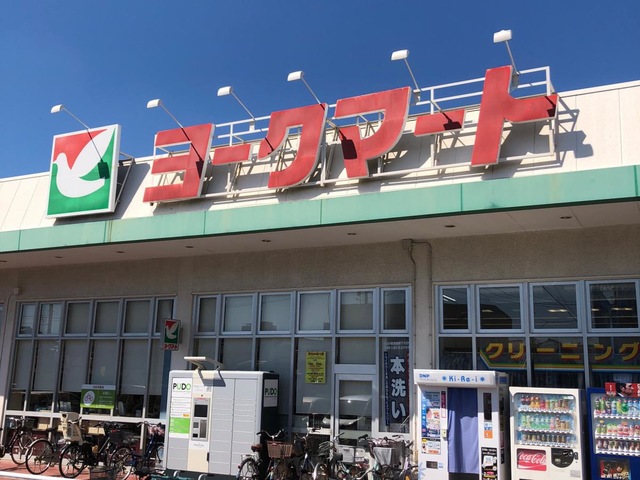 ヨークマート
クリーニング
本洗い
PUDO
DNP
Ki-Re-i
Coca-Cola